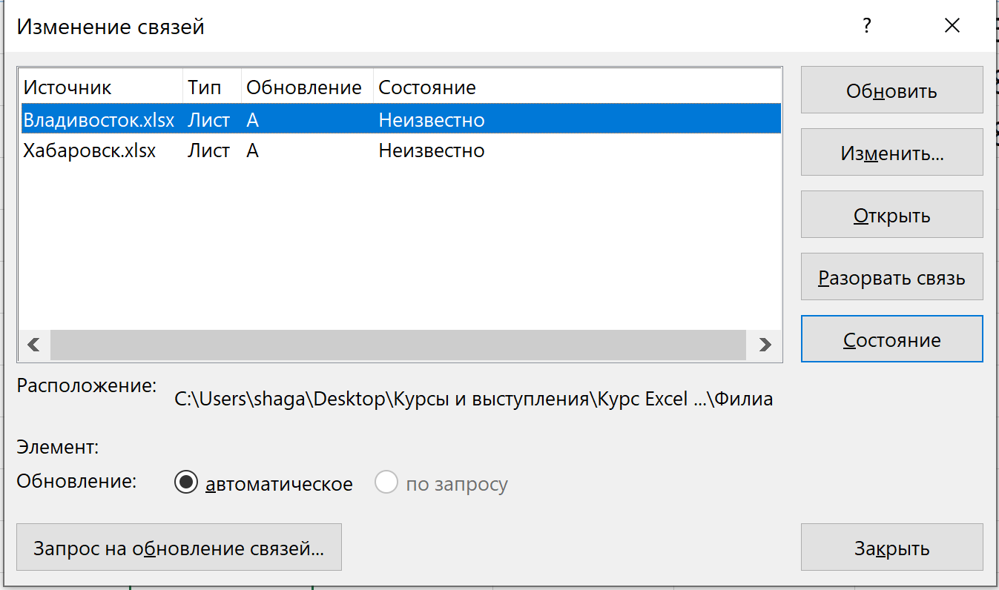 Изменение связей ?
Источник Тип Обновление Состояние
Владивосток.xlsx Лист А Неизвестно
Хабаровск.xlsx Лист А Неизвестно
Обновить
Изменить...
Открыть
Разорвать связь
Состояние
Расположение: C:\Users\shaga\Desktop\Курсы и выступления\Курс Excel ...\Филиа
Элемент:
Обновление: автоматическое по запросу
Запрос на обновление связей... Закрыть